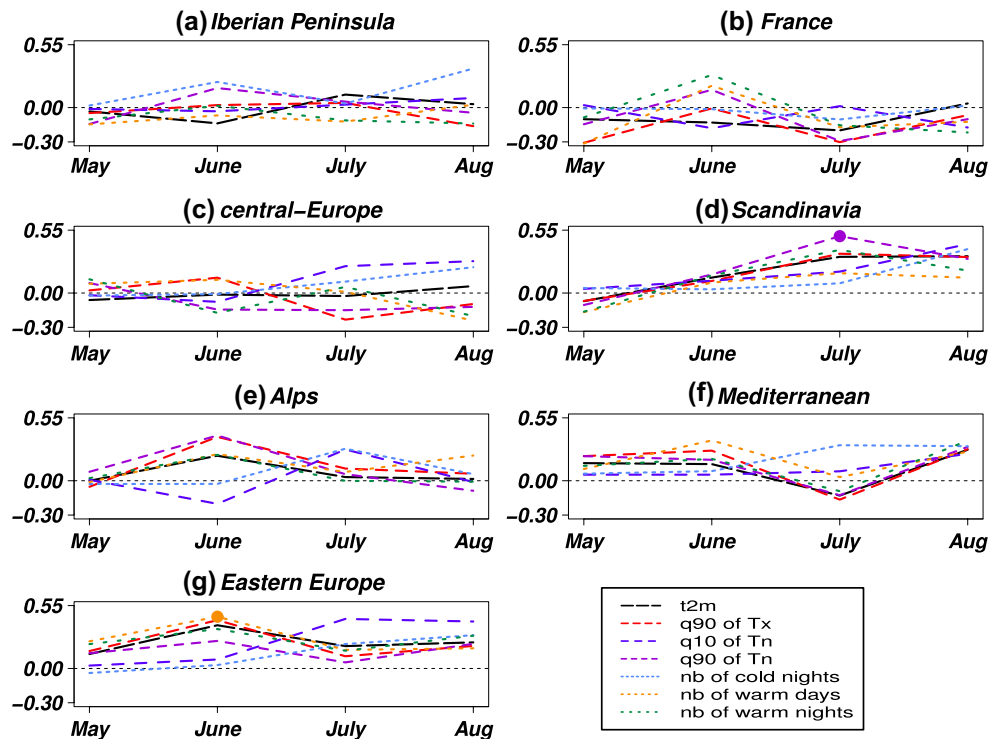 (a) Iberian Peninsula
0.55
0.00
−0.30
May June July Aug
(b) France
0.55
0.00
−0.30
May June July Aug
(c) central−Europe
0.55
0.00
−0.30
May June July Aug
(d) Scandinavia
0.55
0.00
−0.30
May June July Aug
(e) Alps
0.55
0.00
−0.30
May June July Aug
(f) Mediterranean
0.55
0.00
−0.30
May June July Aug
(g) Eastern Europe
0.55
0.00
−0.30
May June July Aug
t2m
q90 of Tx
q10 of Tn
q90 of Tn
nb of cold nights
nb of warm days
nb of warm nights